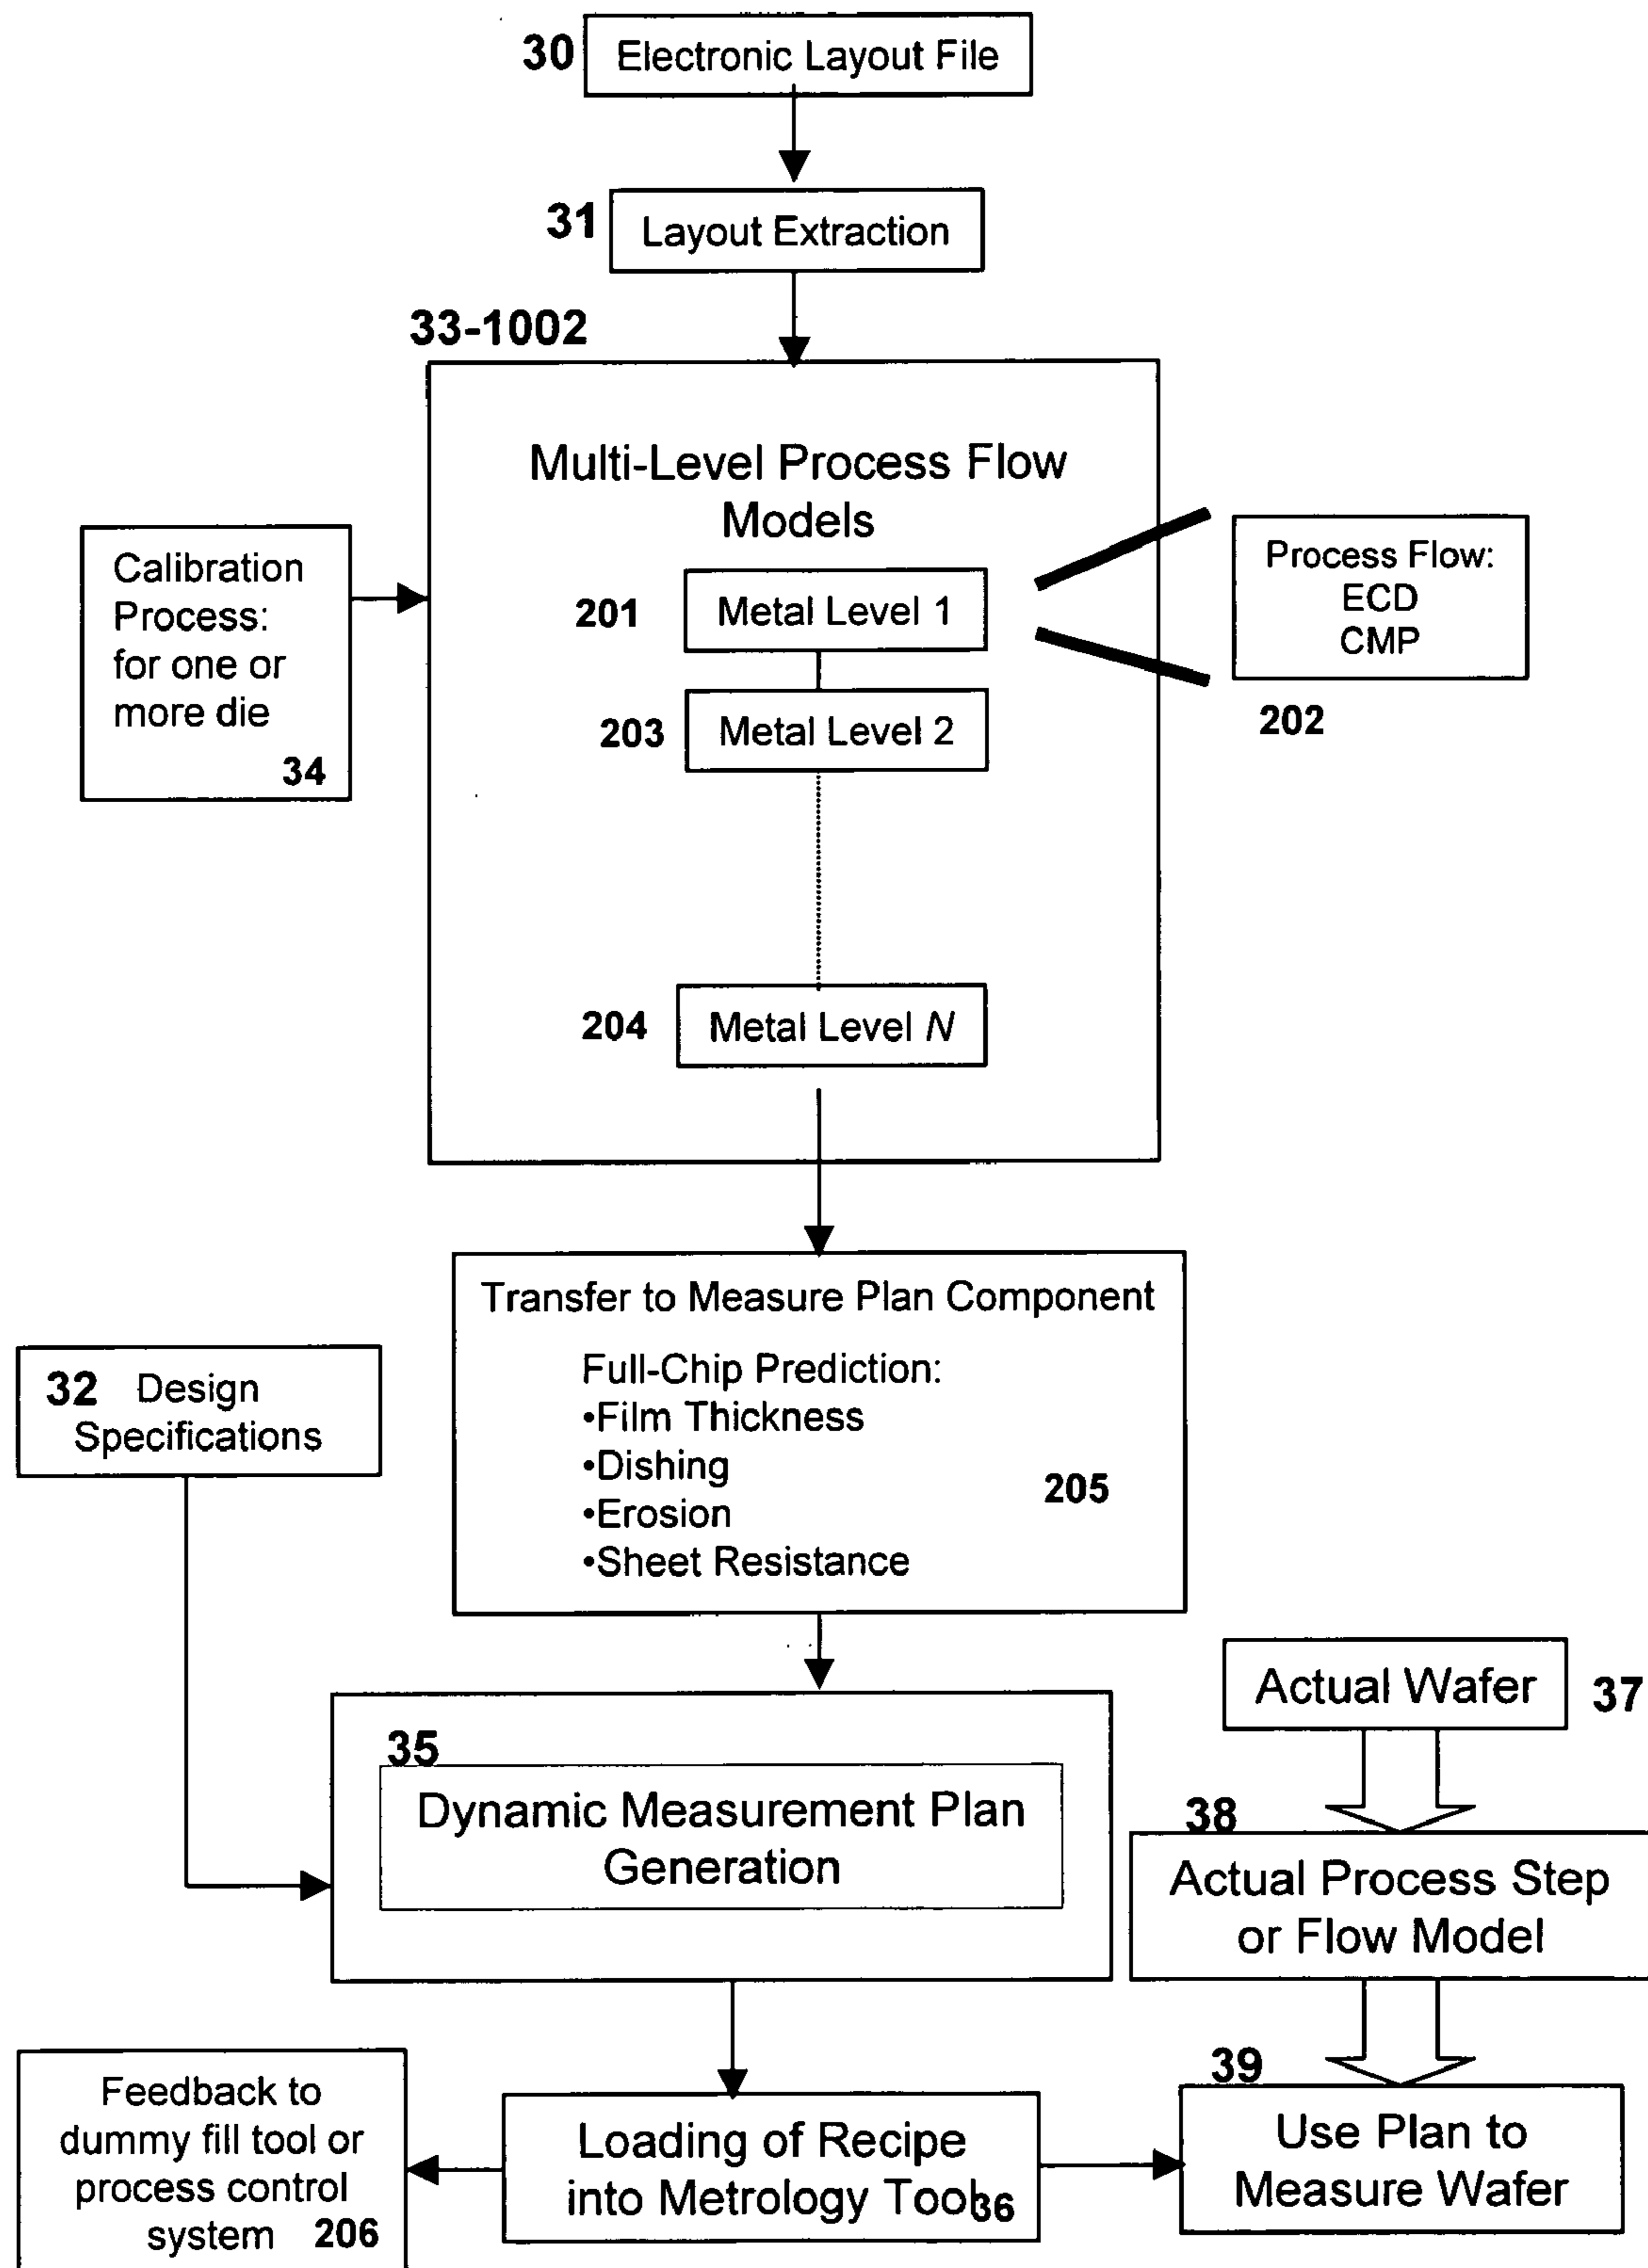 30 Electronic Layout File
31 Layout Extraction
33-1002
Multi-Level Process Flow
Models
Calibration
Process:
for one or
more die
34
201 Metal Level 1
Process Flow:
ECD
CMP
202
203 Metal Level 2
204 Metal Level N
Transfer to Measure Plan Component
Full-Chip Prediction:
•Film Thickness
•Dishing
•Erosion
•Sheet Resistance
205
32 Design
Specifications
35
Dynamic Measurement Plan
Generation
Actual Wafer 37
38
Actual Process Step
or Flow Model
Feedback to
dummy fill tool or
process control
system 206
Loading of Recipe
into Metrology Tool 36
39
Use Plan to
Measure Wafer